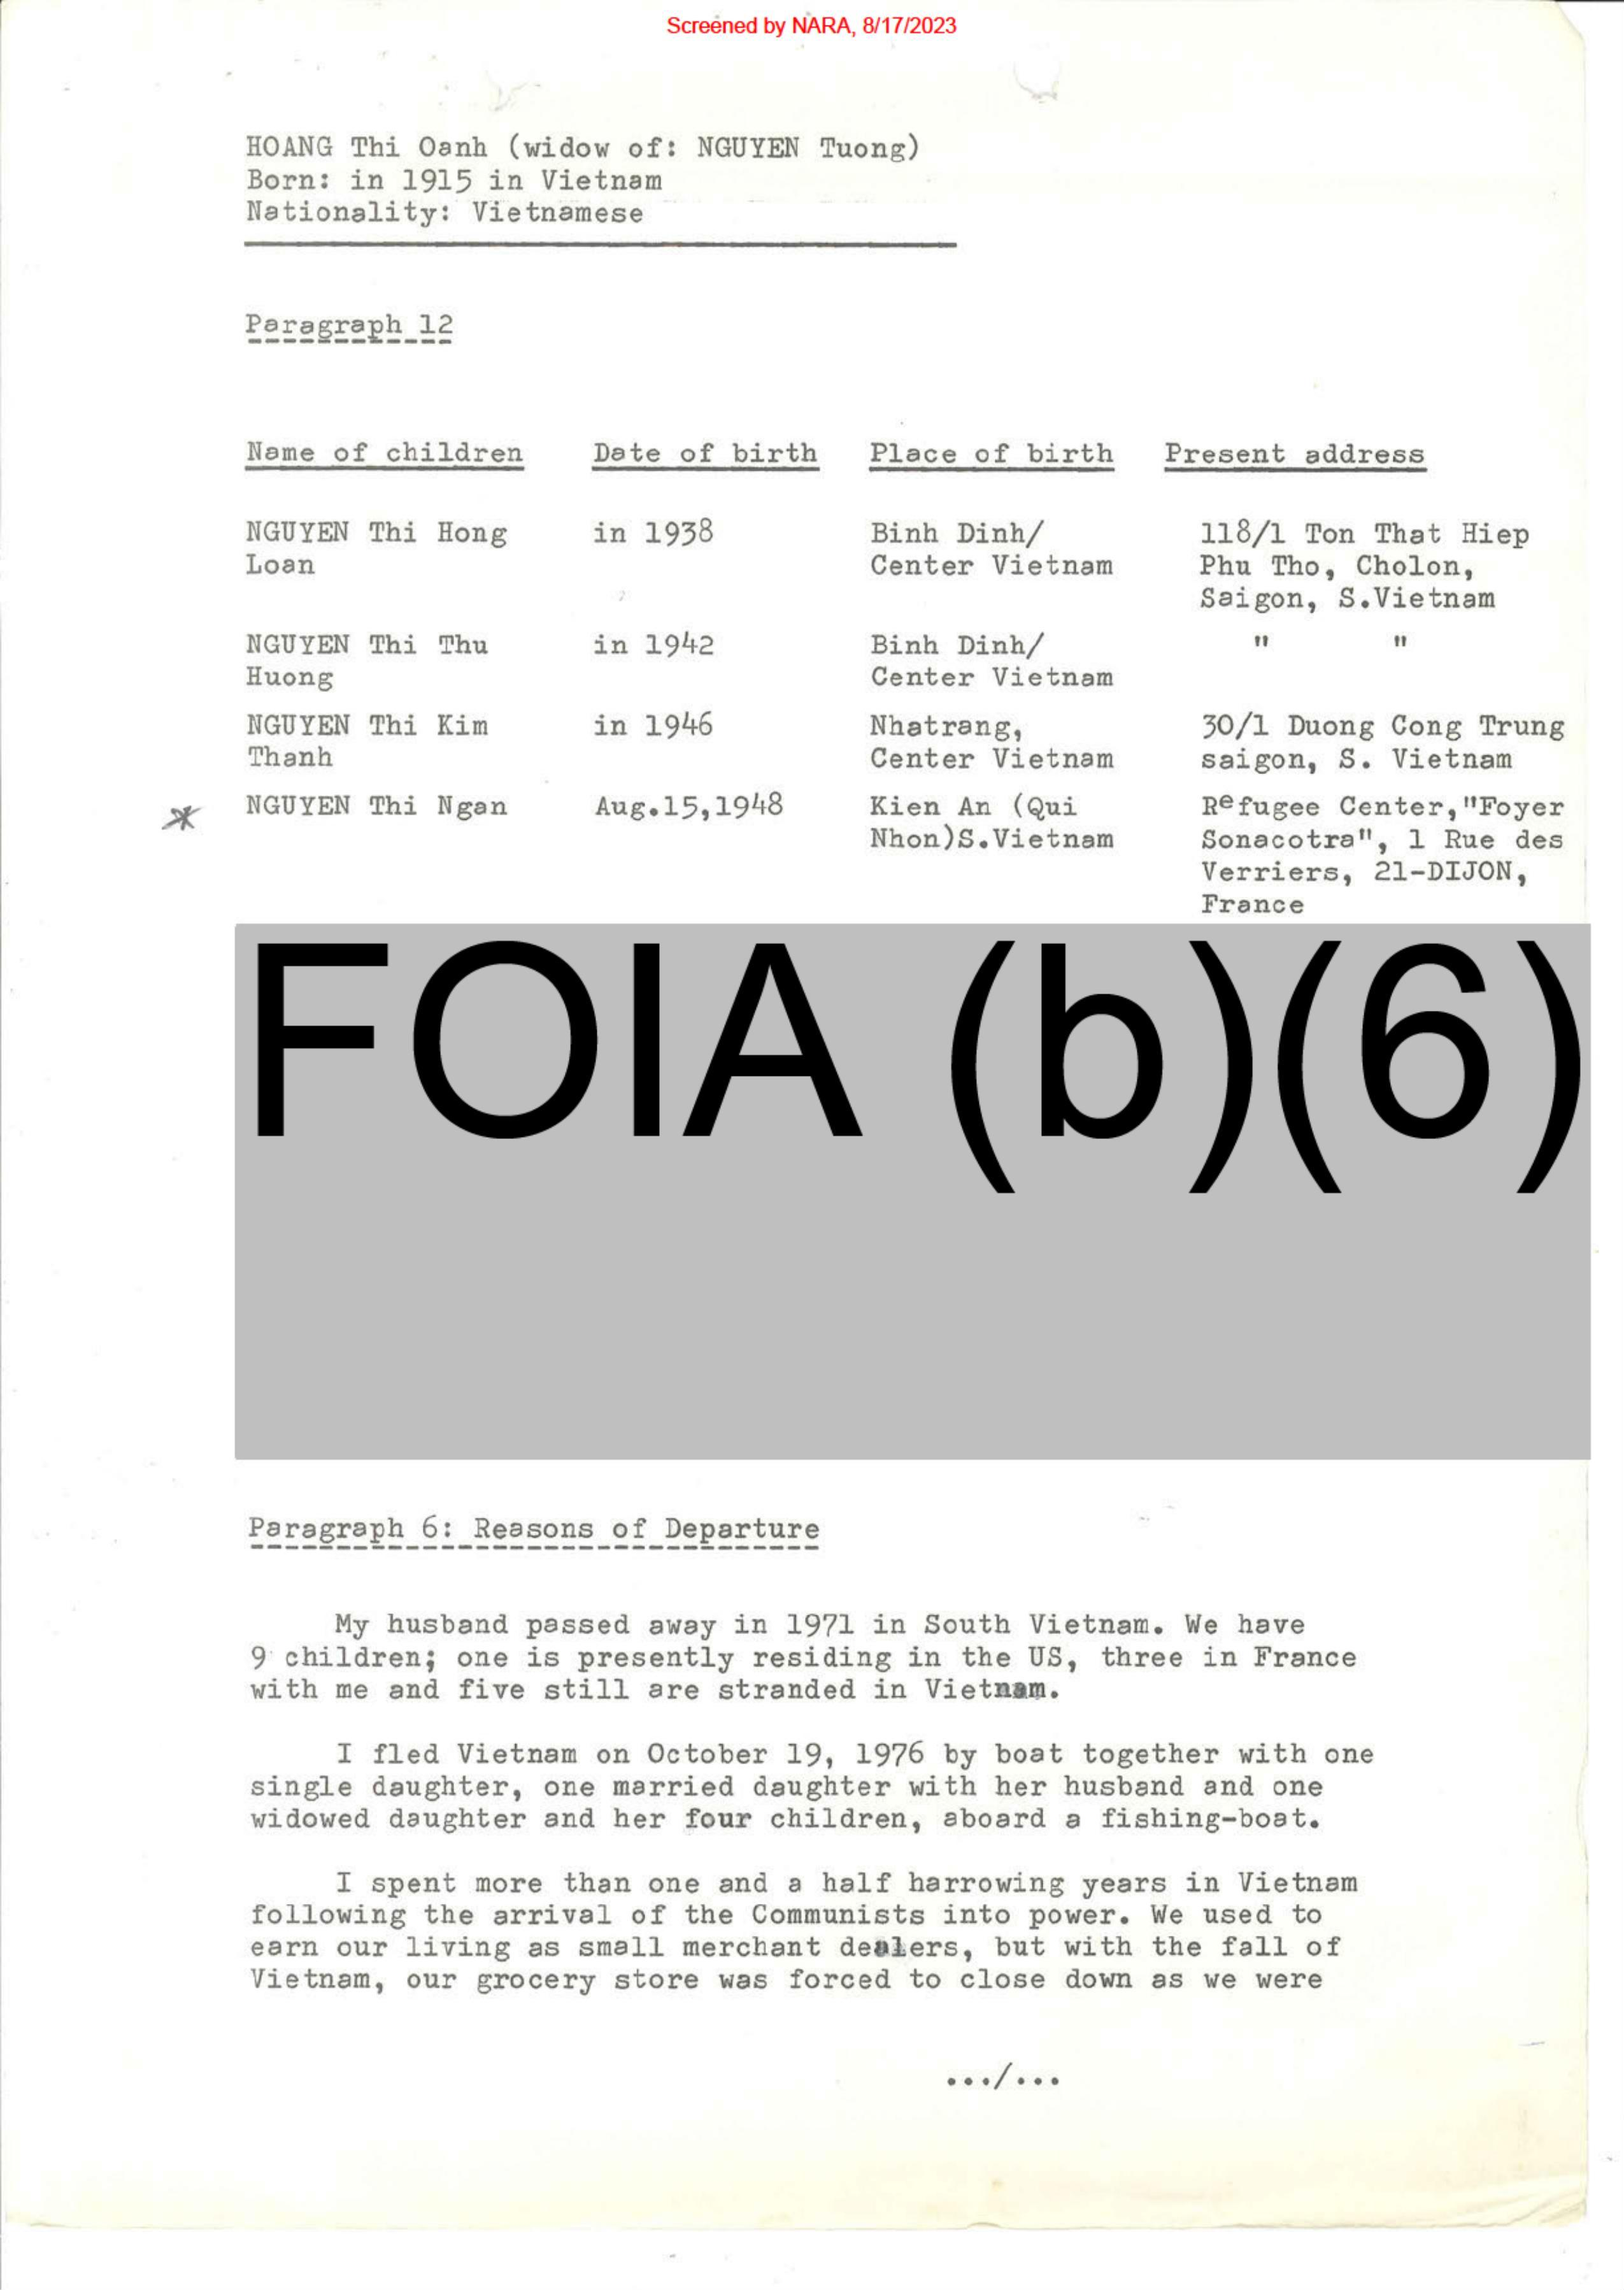 Screened by NARA, 8/17/2023
HOANG Thi Oanh (widow of: NGUYEN Tuong)
Born: in 1915 in Vietnam
Nationality: Vietnamese
Paragraph 12
Name of children Date of birth Place of birth Present address
NGUYEN Thi Hong in 1938 Binh Dinh/ 118/1 Ton That Hiep
Loan Center Vietnam Phu Tho, Cholon,
Saigon, S.Vietnam
NGUYEN Thi Thu in 1942 Binh Dinh/ " "
Huong Center Vietnam
NGUYEN Thi Kim in 1946 Nhatrang, 30/1 Duong Cong Trung
Thanh Center Vietnam saigon, S. Vietnam
* NGUYEN Thi Ngan Aug.15,1948 Kien An (Qui Refugee Center,"Foyer
Nhon)S.Vietnam Sonacotra", 1 Rue des
Verriers, 21-DIJON,
France
FOIA (b)(6)
Paragraph 6: Reasons of Departure
My husband passed away in 1971 in South Vietnam. We have
9 children; one is presently residing in the US, three in France
with me and five still are stranded in Vietnam.
I fled Vietnam on October 19, 1976 by boat together with one
single daughter, one married daughter with her husband and one
widowed daughter and her four children, aboard a fishing-boat.
I spent more than one and a half harrowing years in Vietnam
following the arrival of the Communists into power. We used to
earn our living as small merchant dealers, but with the fall of
Vietnam, our grocery store was forced to close down as we were
.../...